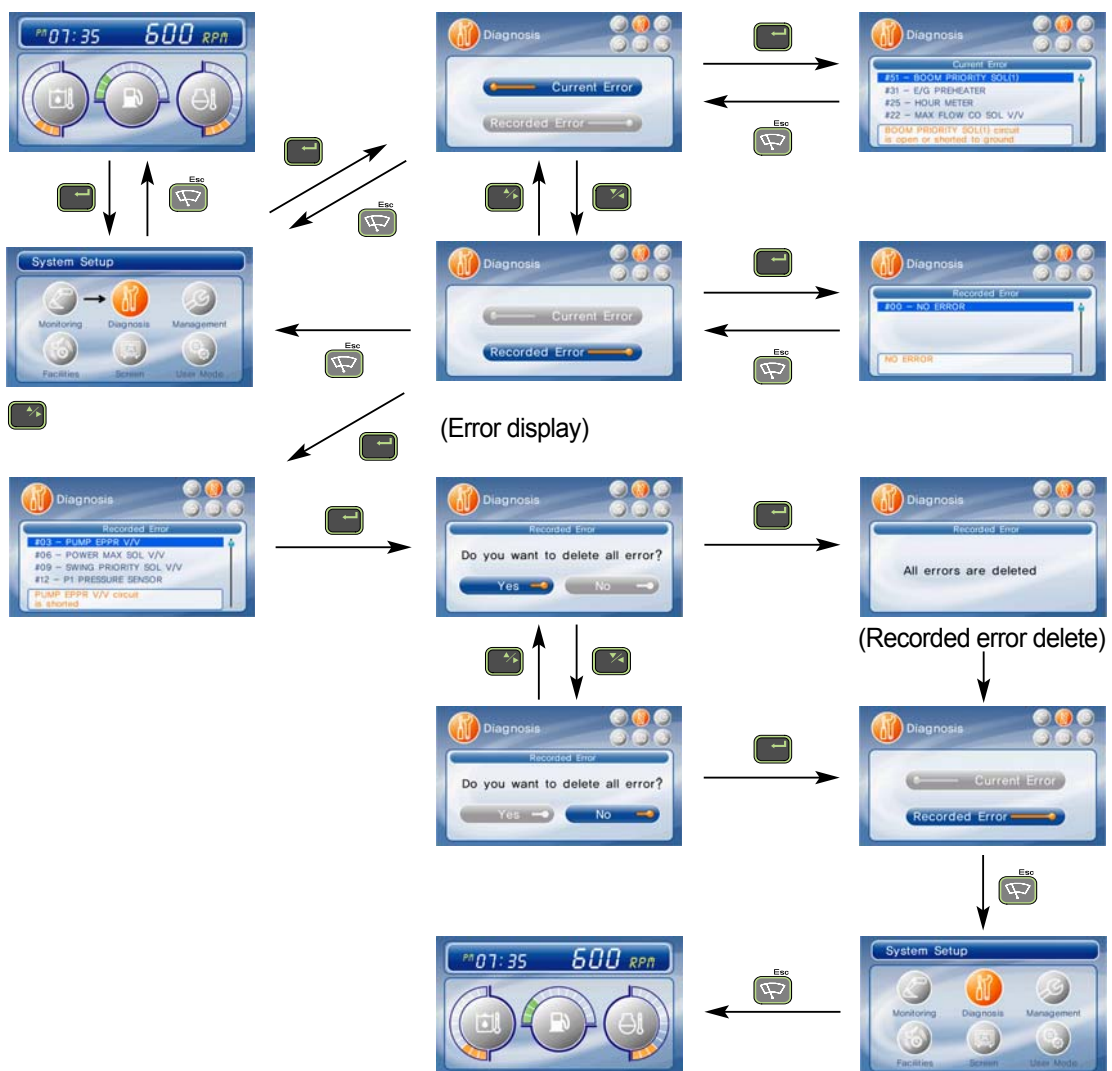 PM 07:35 600 RPM
Diagnosis
Current Error
Recorded Error
Esc
Diagnosis
Current Error
#51 - BOOM PRIORITY SOL(1)
#31 - E/G PREHEATER
#25 - HOUR METER
#22 - MAX FLOW CO SOL V/V
BOOM PRIORITY SOL(1) circuit
is open or shorted to ground
Esc
Esc
System Setup
Monitoring Diagnosis Management
Facilities Screen User Mode
Esc
Diagnosis
Current Error
Recorded Error
Esc
Diagnosis
Recorded Error
#00 - NO ERROR
NO ERROR
(Error display)
Diagnosis
Recorded Error
#03 - PUMP EPPR V/V
#06 - POWER MAX SOL V/V
#09 - SWING PRIORITY SOL V/V
#12 - P1 PRESSURE SENSOR
PUMP EPPR V/V circuit
is shorted
Diagnosis
Recorded Error
Do you want to delete all error?
Yes No
Diagnosis
Recorded Error
All errors are deleted
(Recorded error delete)
Diagnosis
Recorded Error
Do you want to delete all error?
Yes No
Diagnosis
Current Error
Recorded Error
Esc
PM 07:35 600 RPM
Esc
System Setup
Monitoring Diagnosis Management
Facilities Screen User Mode